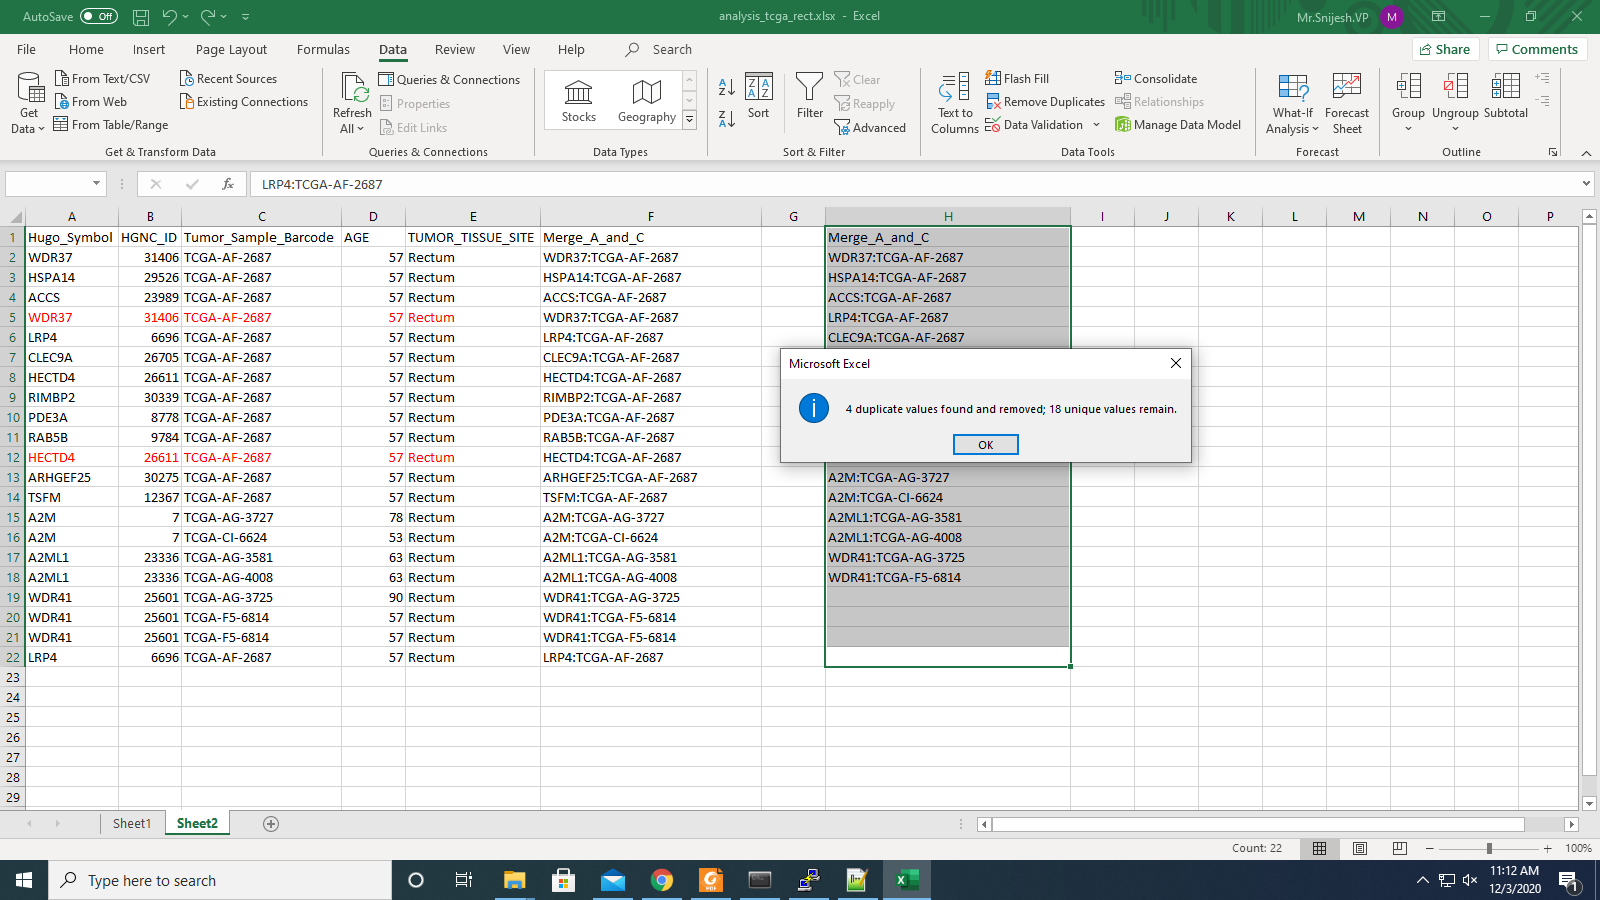 AutoSave Off analysis_tcga_rect.xlsx - Excel Mr.Snijesh.VP M
File Home Insert Page Layout Formulas Data Review View Help Search Share Comments
Get Data From Text/CSV From Web From Table/Range Recent Sources Existing Connections
Get & Transform Data
Refresh All Queries & Connections Properties Edit Links
Queries & Connections
Stocks Geography
Data Types
Sort Filter Clear Reapply Advanced
Sort & Filter
Text to Columns Flash Fill Remove Duplicates Data Validation Consolidate Relationships Manage Data Model
Data Tools
What-If Analysis Forecast Sheet
Forecast
Group Ungroup Subtotal
Outline
fx LRP4:TCGA-AF-2687
A B C D E F G H I J K L M N O P
1 Hugo_Symbol HGNC_ID Tumor_Sample_Barcode AGE TUMOR_TISSUE_SITE Merge_A_and_C Merge_A_and_C
2 WDR37 31406 TCGA-AF-2687 57 Rectum WDR37:TCGA-AF-2687 WDR37:TCGA-AF-2687
3 HSPA14 29526 TCGA-AF-2687 57 Rectum HSPA14:TCGA-AF-2687 HSPA14:TCGA-AF-2687
4 ACCS 23989 TCGA-AF-2687 57 Rectum ACCS:TCGA-AF-2687 ACCS:TCGA-AF-2687
5 WDR37 31406 TCGA-AF-2687 57 Rectum WDR37:TCGA-AF-2687 LRP4:TCGA-AF-2687
6 LRP4 6696 TCGA-AF-2687 57 Rectum LRP4:TCGA-AF-2687 CLEC9A:TCGA-AF-2687
7 CLEC9A 26705 TCGA-AF-2687 57 Rectum CLEC9A:TCGA-AF-2687
8 HECTD4 26611 TCGA-AF-2687 57 Rectum HECTD4:TCGA-AF-2687
9 RIMBP2 30339 TCGA-AF-2687 57 Rectum RIMBP2:TCGA-AF-2687
10 PDE3A 8778 TCGA-AF-2687 57 Rectum PDE3A:TCGA-AF-2687
11 RAB5B 9784 TCGA-AF-2687 57 Rectum RAB5B:TCGA-AF-2687
12 HECTD4 26611 TCGA-AF-2687 57 Rectum HECTD4:TCGA-AF-2687
13 ARHGEF25 30275 TCGA-AF-2687 57 Rectum ARHGEF25:TCGA-AF-2687 A2M:TCGA-AG-3727
14 TSFM 12367 TCGA-AF-2687 57 Rectum TSFM:TCGA-AF-2687 A2M:TCGA-CI-6624
15 A2M 7 TCGA-AG-3727 78 Rectum A2M:TCGA-AG-3727 A2ML1:TCGA-AG-3581
16 A2M 7 TCGA-CI-6624 53 Rectum A2M:TCGA-CI-6624 A2ML1:TCGA-AG-4008
17 A2ML1 23336 TCGA-AG-3581 63 Rectum A2ML1:TCGA-AG-3581 WDR41:TCGA-AG-3725
18 A2ML1 23336 TCGA-AG-4008 63 Rectum A2ML1:TCGA-AG-4008 WDR41:TCGA-F5-6814
19 WDR41 25601 TCGA-AG-3725 90 Rectum WDR41:TCGA-AG-3725
20 WDR41 25601 TCGA-F5-6814 57 Rectum WDR41:TCGA-F5-6814
21 WDR41 25601 TCGA-F5-6814 57 Rectum WDR41:TCGA-F5-6814
22 LRP4 6696 TCGA-AF-2687 57 Rectum LRP4:TCGA-AF-2687
23
24
25
26
27
28
29
Microsoft Excel
4 duplicate values found and removed; 18 unique values remain.
OK
Sheet1 Sheet2
Count: 22 100%
Type here to search
11:12 AM
12/3/2020
1